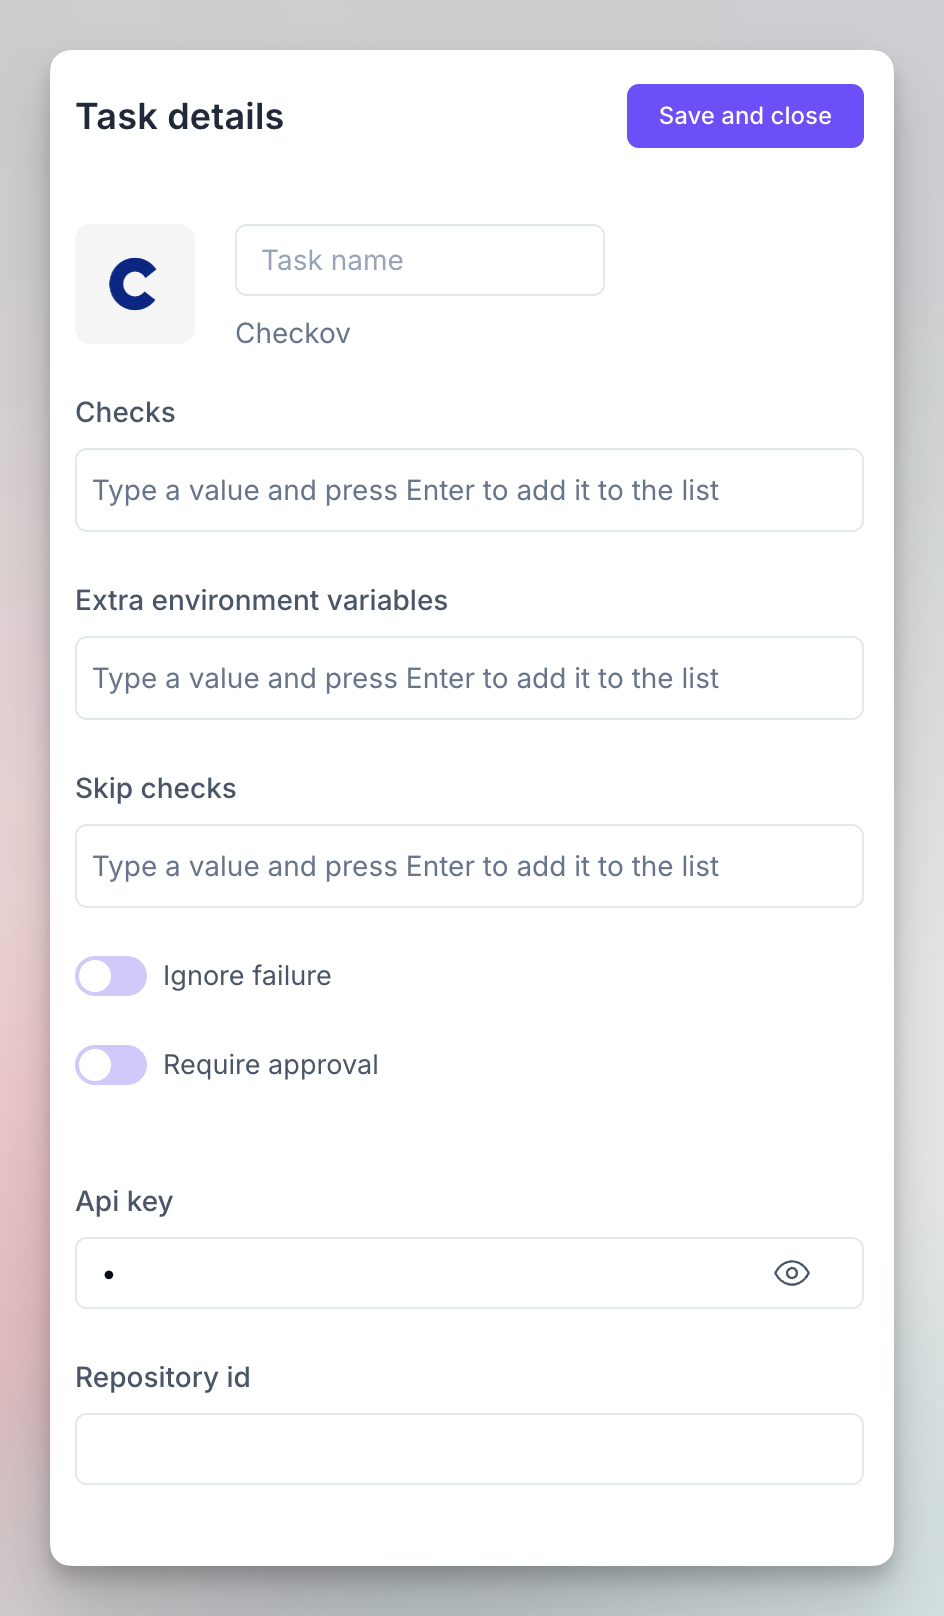 Task details
Save and close
Task name
Checkov
Checks
Type a value and press Enter to add it to the list
Extra environment variables
Type a value and press Enter to add it to the list
Skip checks
Type a value and press Enter to add it to the list
Ignore failure
Require approval
Api key
•
Repository id